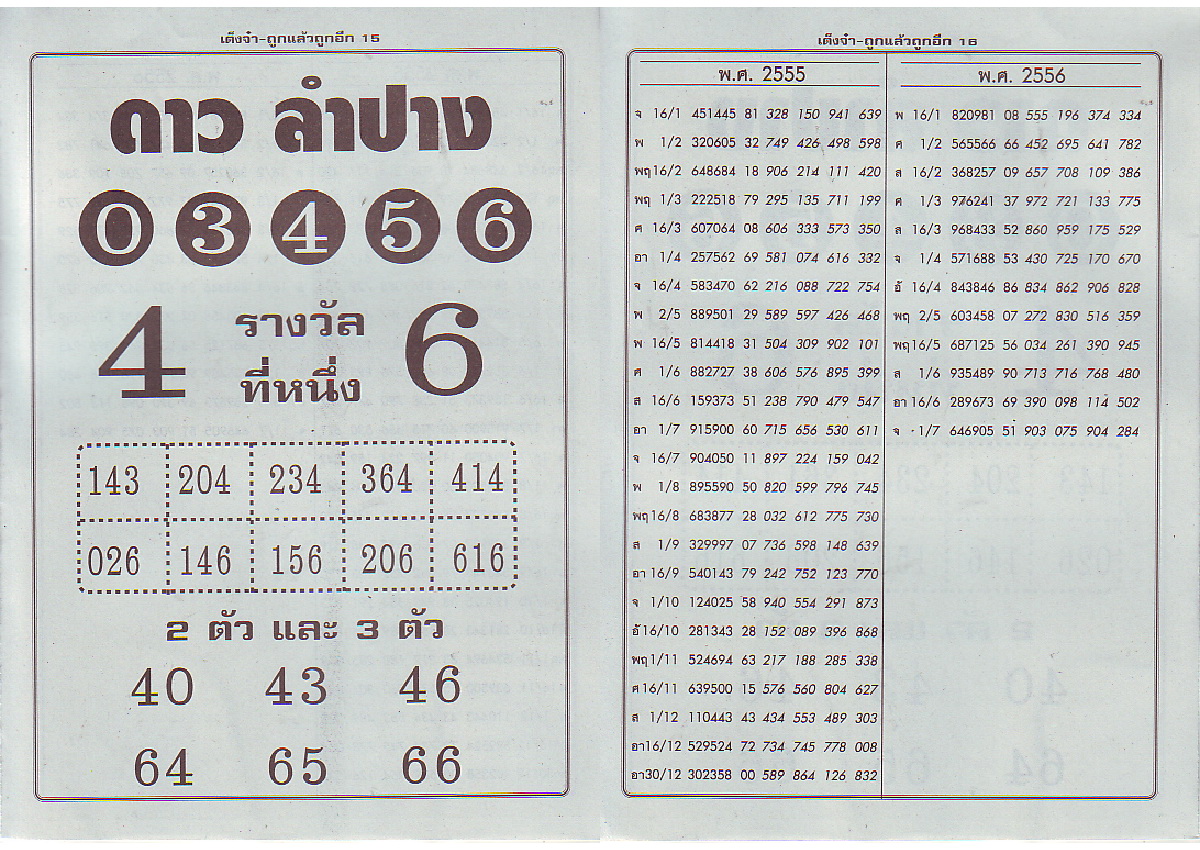 เต็งจ๋า-ถูกแล้วถูกอีก 15
ดาว ลำปาง
0 3 4 5 6
4 รางวัล 6
ที่หนึ่ง
143 204 234 364 414
026 146 156 206 616
2 ตัว และ 3 ตัว
40 43 46
64 65 66
เต็งจ๋า-ถูกแล้วถูกอีก 16
พ.ศ. 2555
จ 16/1 451445 81 328 150 941 639
พ 1/2 320605 32 749 426 498 598
พฤ16/2 648684 18 906 214 111 420
พฤ 1/3 222518 79 295 135 711 199
ศ 16/3 607064 08 606 333 573 350
อา 1/4 257562 69 581 074 616 332
จ 16/4 583470 62 216 088 722 754
พ 2/5 889501 29 589 597 426 468
พ 16/5 814418 31 504 309 902 101
ศ 1/6 882727 38 606 576 895 399
ส 16/6 159373 51 238 790 479 547
อา 1/7 915900 60 715 656 530 611
จ 16/7 904050 11 897 224 159 042
พ 1/8 895590 50 820 599 796 745
พฤ16/8 683877 28 032 612 775 730
ส 1/9 329997 07 736 598 148 639
อา 16/9 540143 79 242 752 123 770
จ 1/10 124025 58 940 554 291 873
อ้16/10 281343 28 152 089 396 868
พฤ1/11 524694 63 217 188 285 338
ศ16/11 639500 15 576 560 804 627
ส 1/12 110443 43 434 553 489 303
อา16/12 529524 72 734 745 778 008
อา30/12 302358 00 589 864 126 832
พ.ศ. 2556
พ 16/1 820981 08 555 196 374 334
ศ 1/2 565566 66 452 695 641 782
ส 16/2 368257 09 657 708 109 386
ศ 1/3 976241 37 972 721 133 775
ส 16/3 968433 52 860 959 175 529
จ 1/4 571688 53 430 725 170 670
อ้ 16/4 843846 86 834 862 906 828
พฤ 2/5 603458 07 272 830 516 359
พฤ16/5 687125 56 034 261 390 945
ส 1/6 935489 90 713 716 768 480
อา 16/6 289673 69 390 098 114 502
จ 1/7 646905 51 903 075 904 284